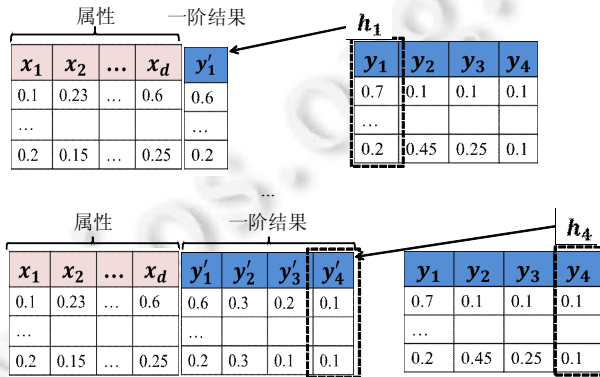 属性 一阶结果 h₁
x₁ x₂ … x_d y′₁ y₁ y₂ y₃ y₄
0.1 0.23 … 0.6 0.6 0.7 0.1 0.1 0.1
… … …
0.2 0.15 … 0.25 0.2 0.2 0.45 0.25 0.1
...
属性 一阶结果 h₄
x₁ x₂ … x_d y′₁ y′₂ y′₃ y′₄ y₁ y₂ y₃ y₄
0.1 0.23 … 0.6 0.6 0.3 0.2 0.1 0.7 0.1 0.1 0.1
… … …
0.2 0.15 … 0.25 0.2 0.3 0.1 0.1 0.2 0.45 0.25 0.1